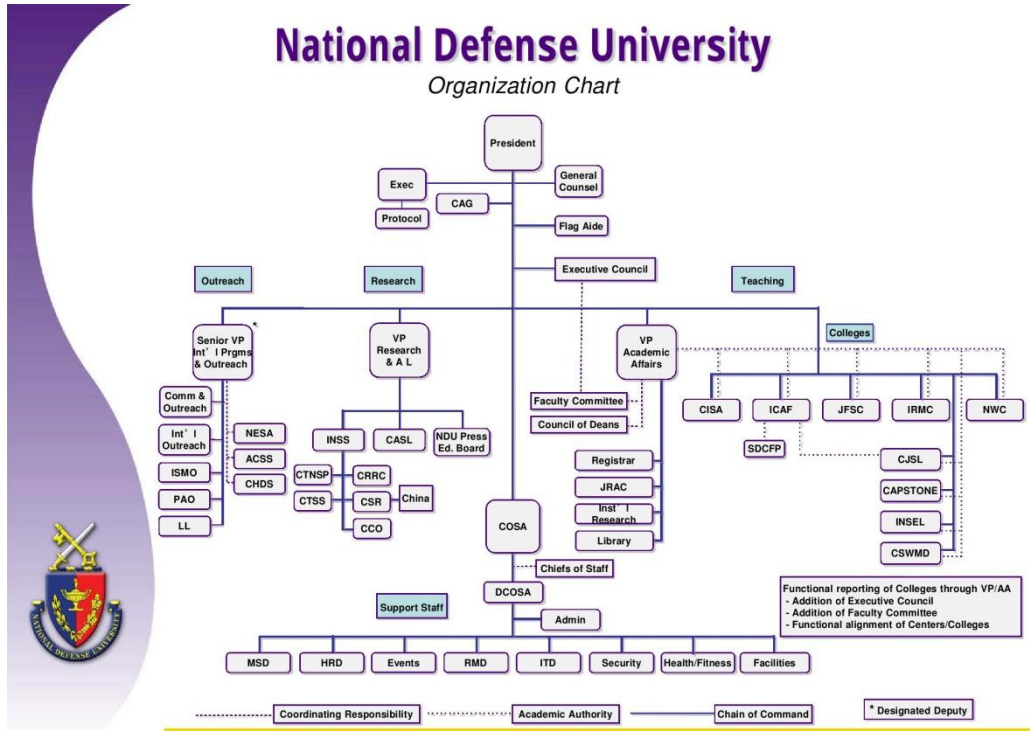 National Defense University
Organization Chart
President
Exec
General
Counsel
CAG
Protocol
Flag Aide
Executive Council
Outreach
Research
Teaching
Colleges
Senior VP
Int' l Prgms
& Outreach
*
VP
Research
& A L
VP
Academic
Affairs
Comm &
Outreach
Int' l
Outreach
ISMO
PAO
LL
NESA
ACSS
CHDS
INSS
CASL
NDU Press
Ed. Board
CTNSP
CRRC
CTSS
CSR
China
CCO
Faculty Committee
Council of Deans
Registrar
JRAC
Inst' l
Research
Library
CISA
ICAF
JFSC
IRMC
NWC
SDCFP
CJSL
CAPSTONE
INSEL
CSWMD
COSA
Chiefs of Staff
DCOSA
Support Staff
Admin
MSD
HRD
Events
RMD
ITD
Security
Health/Fitness
Facilities
Functional reporting of Colleges through VP/AA
- Addition of Executive Council
- Addition of Faculty Committee
- Functional alignment of Centers/Colleges
Coordinating Responsibility
Academic Authority
Chain of Command
* Designated Deputy
NATIONAL DEFENSE UNIVERSITY